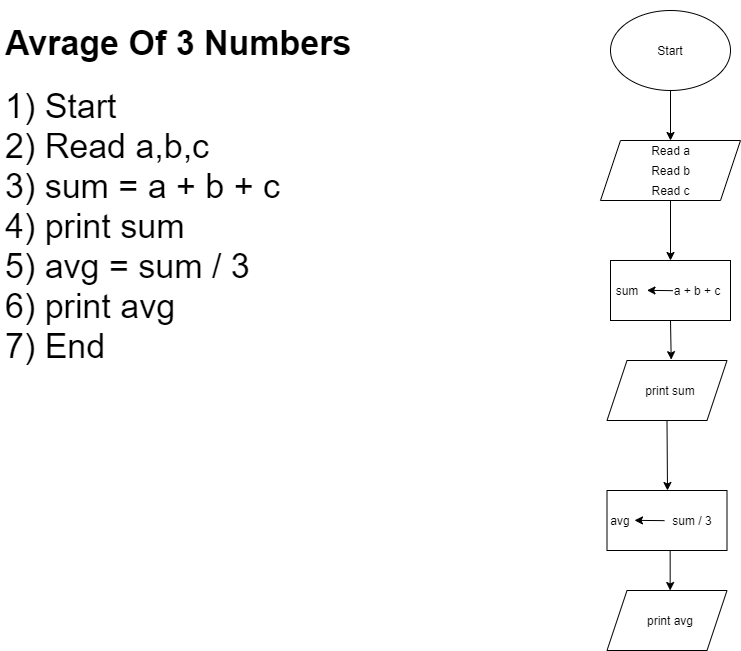 Avrage Of 3 Numbers
1) Start
2) Read a,b,c
3) sum = a + b + c
4) print sum
5) avg = sum / 3
6) print avg
7) End
Start
Read a
Read b
Read c
sum a + b + c
print sum
avg sum / 3
print avg